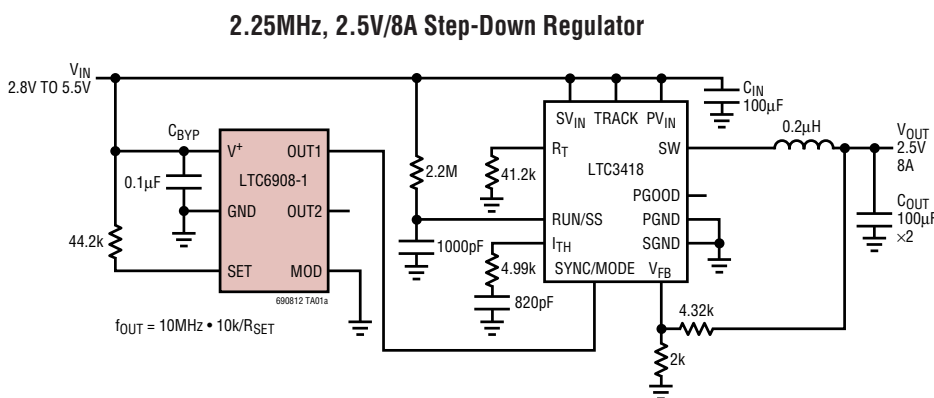 2.25MHz, 2.5V/8A Step-Down Regulator
VIN
2.8V TO 5.5V
CBYP
0.1µF
44.2k
V+
OUT1
LTC6908-1
GND
OUT2
SET
MOD
690812 TA01a
fOUT = 10MHz • 10k/RSET
2.2M
1000pF
41.2k
4.99k
820pF
SVIN TRACK PVIN
RT
SW
LTC3418
PGOOD
RUN/SS
PGND
ITH
SGND
SYNC/MODE
VFB
CIN
100µF
0.2µH
VOUT
2.5V
8A
COUT
100µF
×2
4.32k
2k